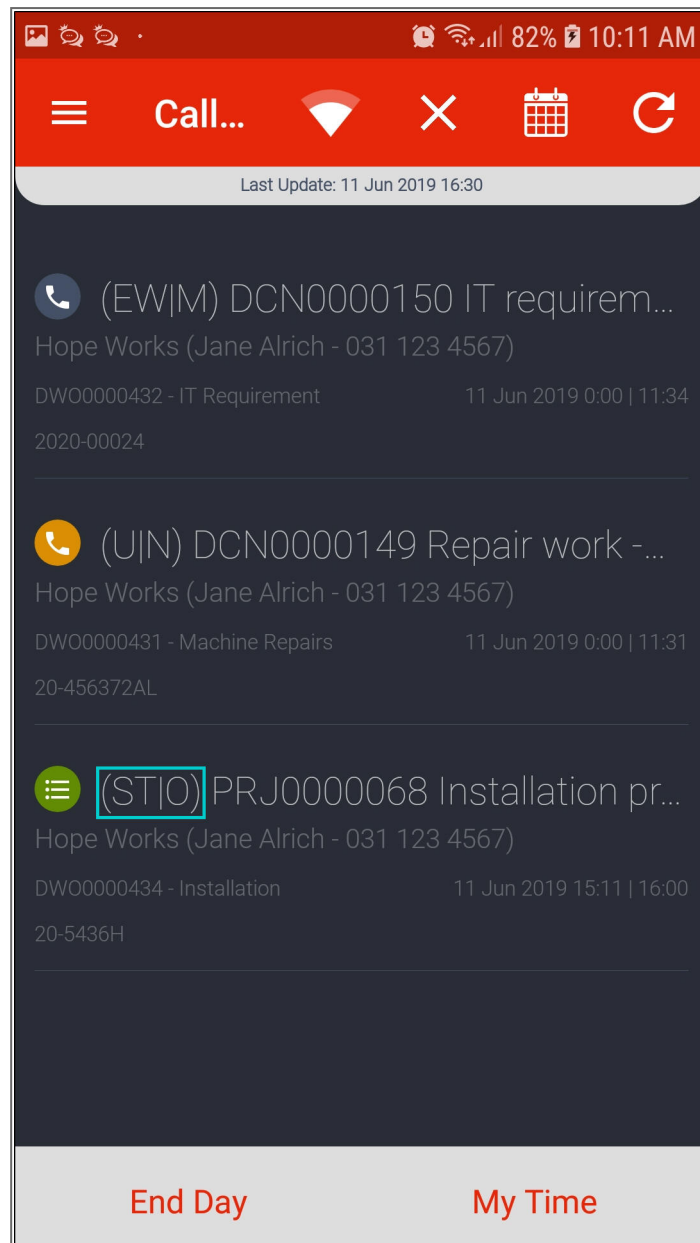 82% 10:11 AM
Call...
Last Update: 11 Jun 2019 16:30
(EW|M) DCN0000150 IT requirem...
Hope Works (Jane Alrich - 031 123 4567)
DWO0000432 - IT Requirement 11 Jun 2019 0:00 | 11:34
2020-00024
(U|N) DCN0000149 Repair work -...
Hope Works (Jane Alrich - 031 123 4567)
DWO0000431 - Machine Repairs 11 Jun 2019 0:00 | 11:31
20-456372AL
(ST|O) PRJ0000068 Installation pr...
Hope Works (Jane Alrich - 031 123 4567)
DWO0000434 - Installation 11 Jun 2019 15:11 | 16:00
20-5436H
End Day My Time